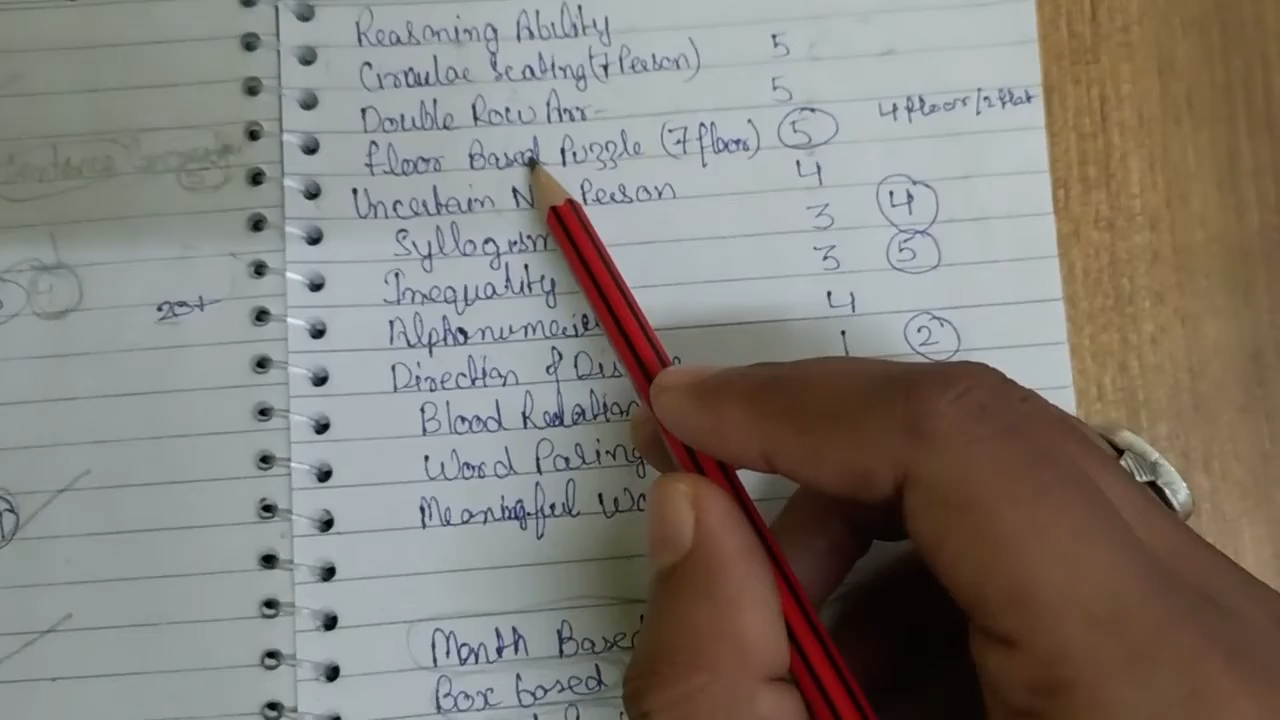 Reasoning Ability
Circular Seating (7 Person) 5
Double Row Arr- 5
floor Based Puzzle (7 floor) 5 4 floor/2 flat
Uncertain N Person 4
Syllogism 3 4
Inequality 3 5
Alphanumeric 4
Direction & Dis 1 2
Blood Relation
Word Paring
Meaningful Wo
20+
Month Based
Box based